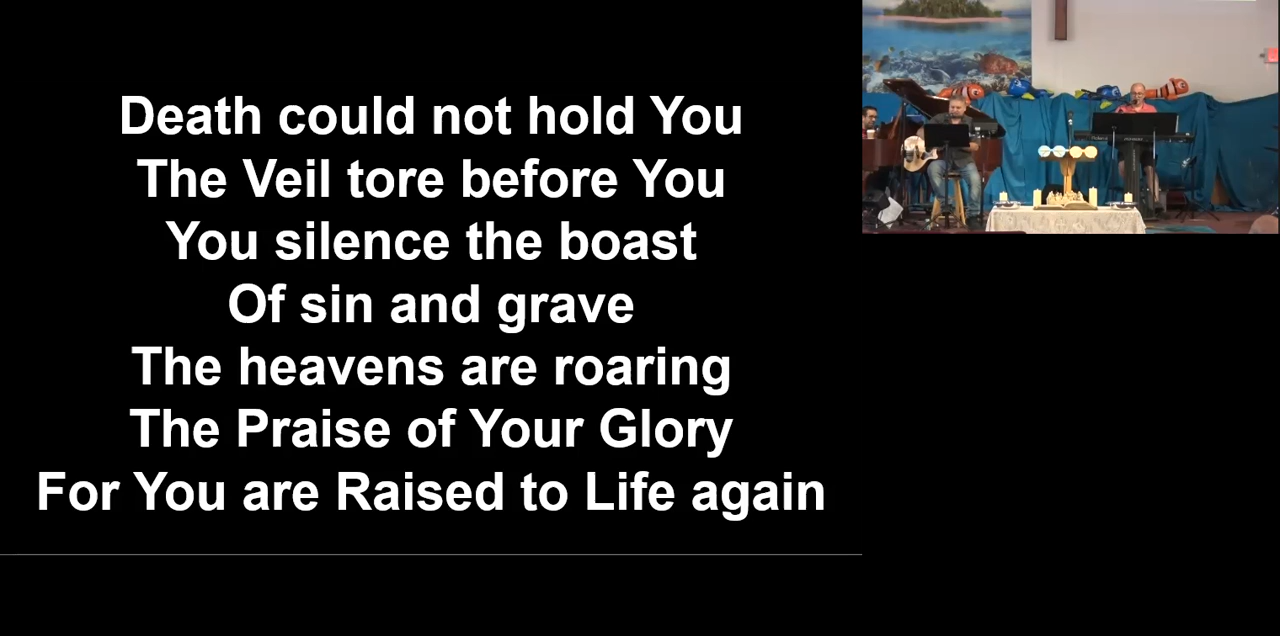 Death could not hold You
The Veil tore before You
You silence the boast
Of sin and grave
The heavens are roaring
The Praise of Your Glory
For You are Raised to Life again